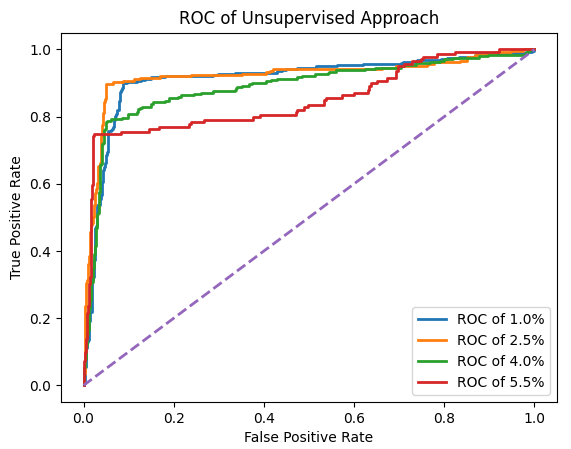 ROC of Unsupervised Approach
True Positive Rate
1.0
0.8
0.6
0.4
0.2
0.0
ROC of 1.0%
ROC of 2.5%
ROC of 4.0%
ROC of 5.5%
0.0 0.2 0.4 0.6 0.8 1.0
False Positive Rate